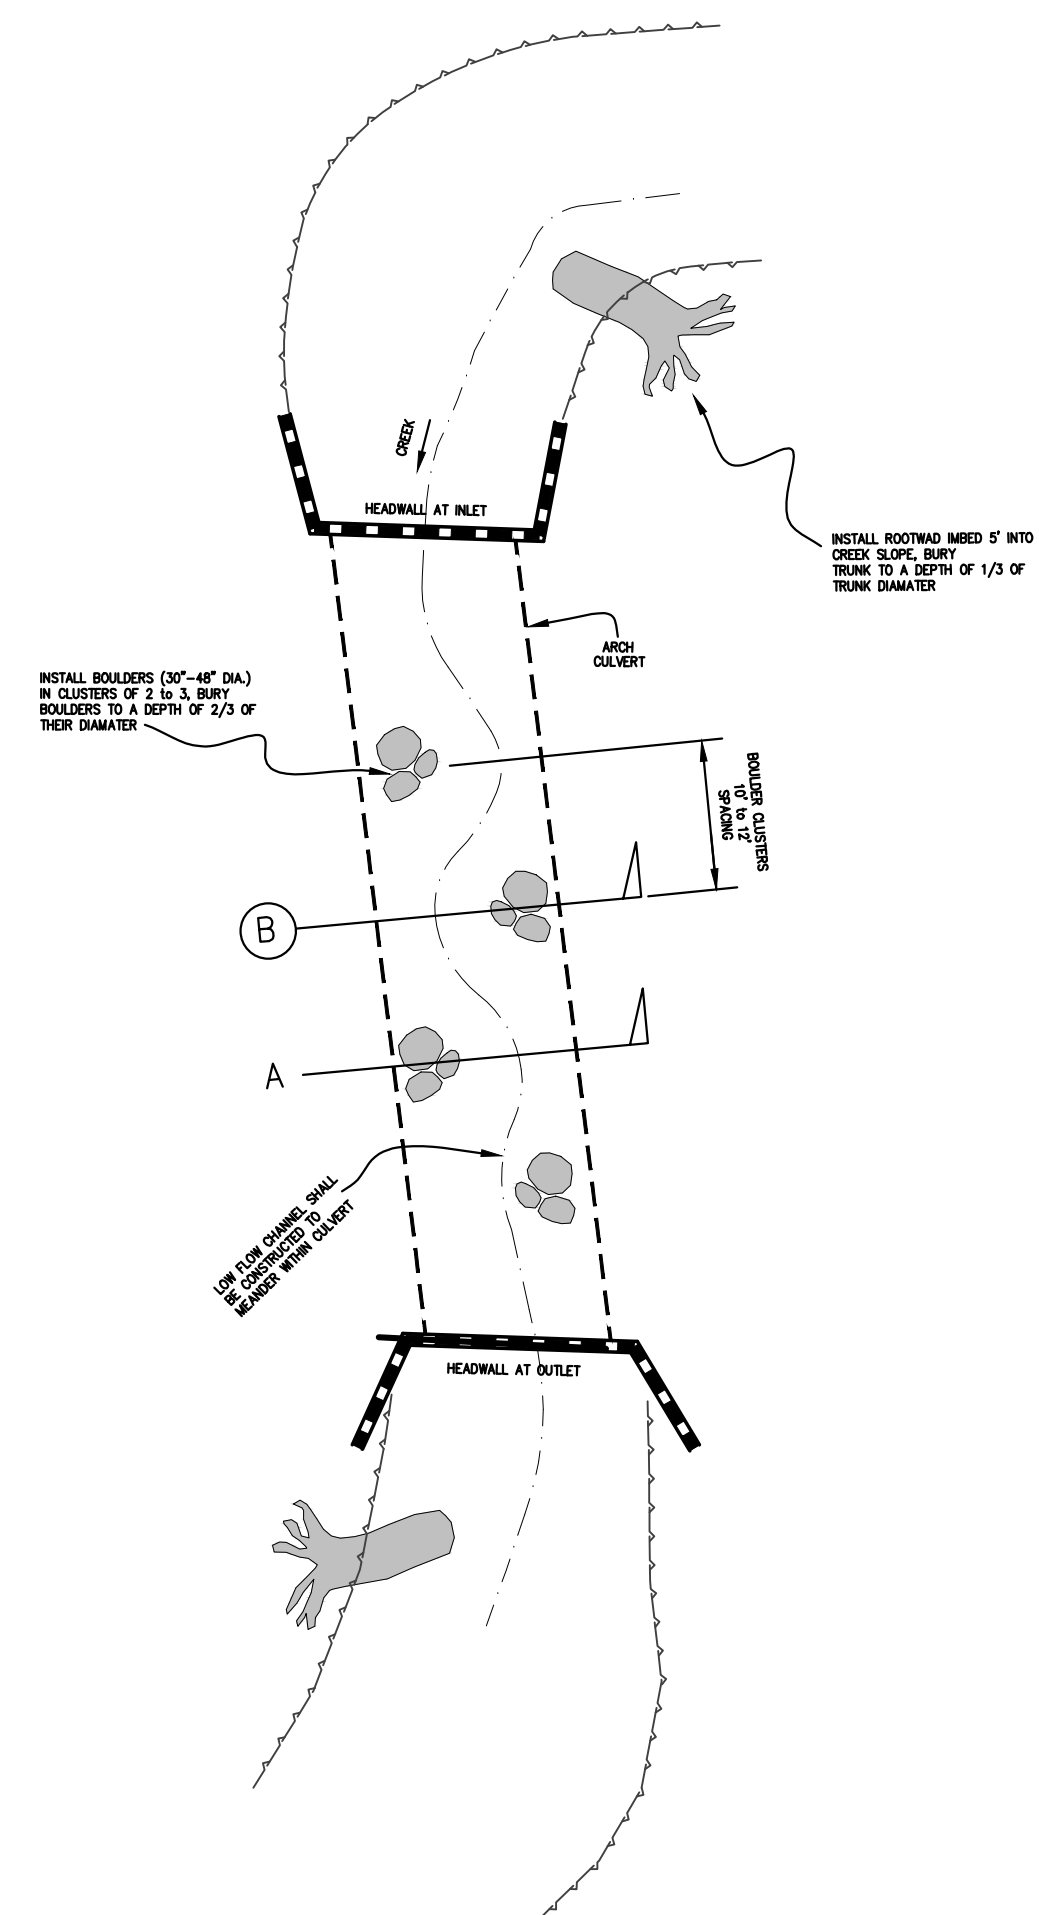 CREEK
HEADWALL AT INLET
INSTALL ROOTWAD IMBED 5' INTO
CREEK SLOPE, BURY
TRUNK TO A DEPTH OF 1/3 OF
TRUNK DIAMATER
ARCH
CULVERT
INSTALL BOULDERS (30"-48" DIA.)
IN CLUSTERS OF 2 to 3, BURY
BOULDERS TO A DEPTH OF 2/3 OF
THEIR DIAMATER
BOULDER CLUSTERS
10' to 12'
SPACING
B
A
LOW FLOW CHANNEL SHALL
BE CONSTRUCTED TO
MEANDER WITHIN CULVERT
HEADWALL AT OUTLET